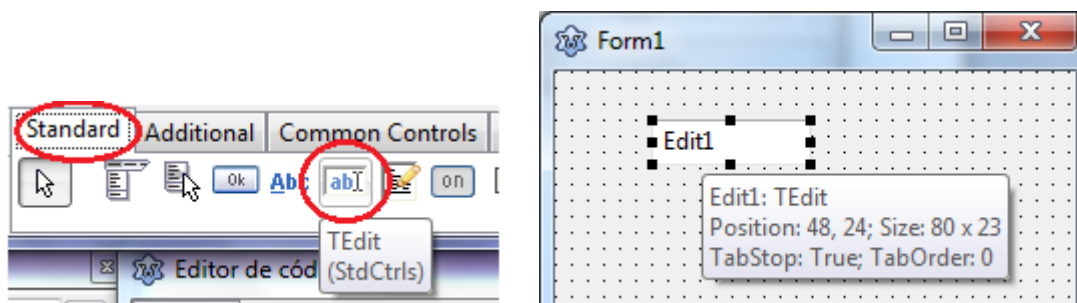 Standard Additional Common Controls
Ok Abc ab on
TEdit
(StdCtrls)
Editor de cód
Form1
Edit1
Edit1: TEdit
Position: 48, 24; Size: 80 x 23
TabStop: True; TabOrder: 0